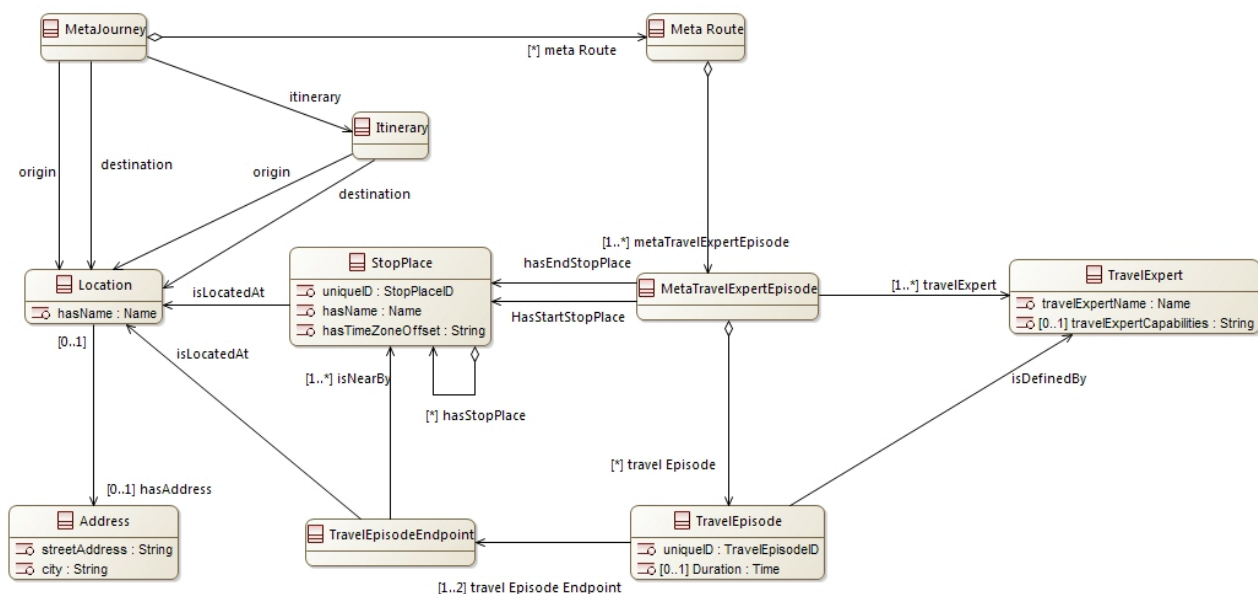 MetaJourney
Meta Route
[*] meta Route
itinerary
Itinerary
origin
destination
origin
destination
[1..*] metaTravelExpertEpisode
StopPlace
uniqueID : StopPlaceID
hasName : Name
hasTimeZoneOffset : String
hasEndStopPlace
HasStartStopPlace
MetaTravelExpertEpisode
[1..*] travelExpert
TravelExpert
travelExpertName : Name
[0..1] travelExpertCapabilities : String
Location
hasName : Name
isLocatedAt
[0..1]
isLocatedAt
[1..*] isNearBy
[*] hasStopPlace
isDefinedBy
[*] travel Episode
[0..1] hasAddress
Address
streetAddress : String
city : String
TravelEpisodeEndpoint
TravelEpisode
uniqueID : TravelEpisodeID
[0..1] Duration : Time
[1..2] travel Episode Endpoint